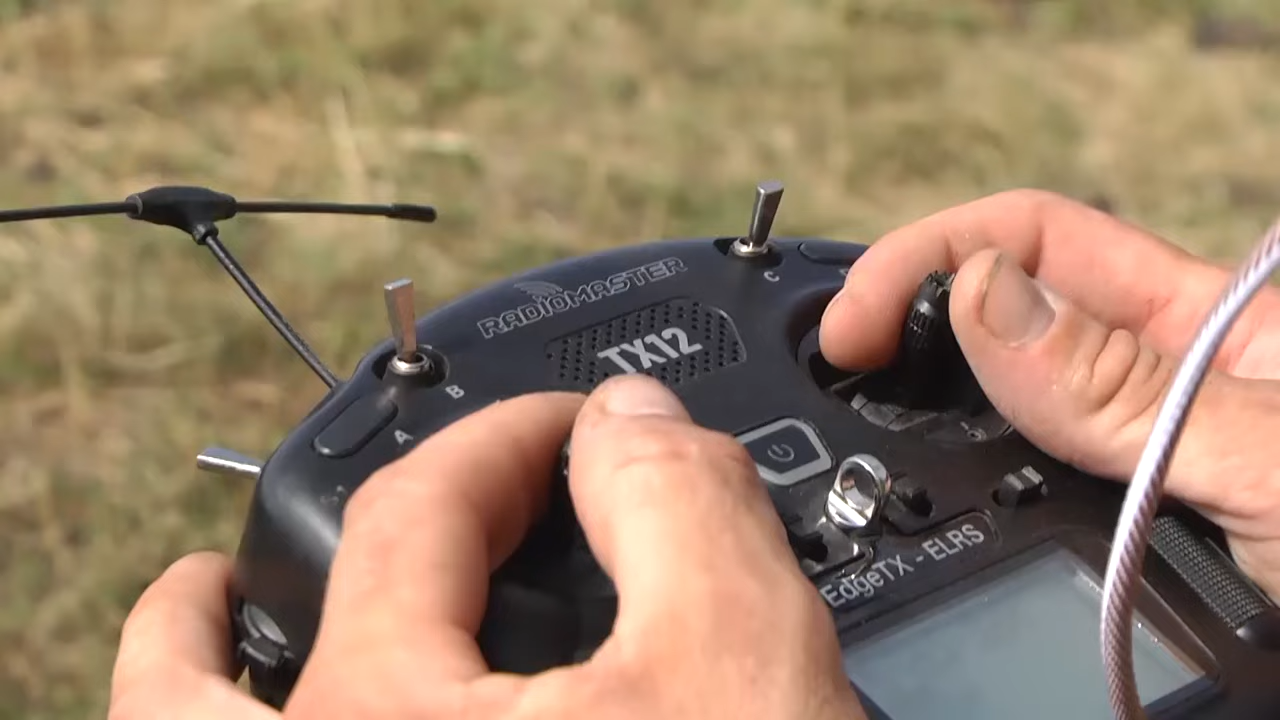 RADIOMASTER
TX12
C
B
A
EdgeTX - ELRS